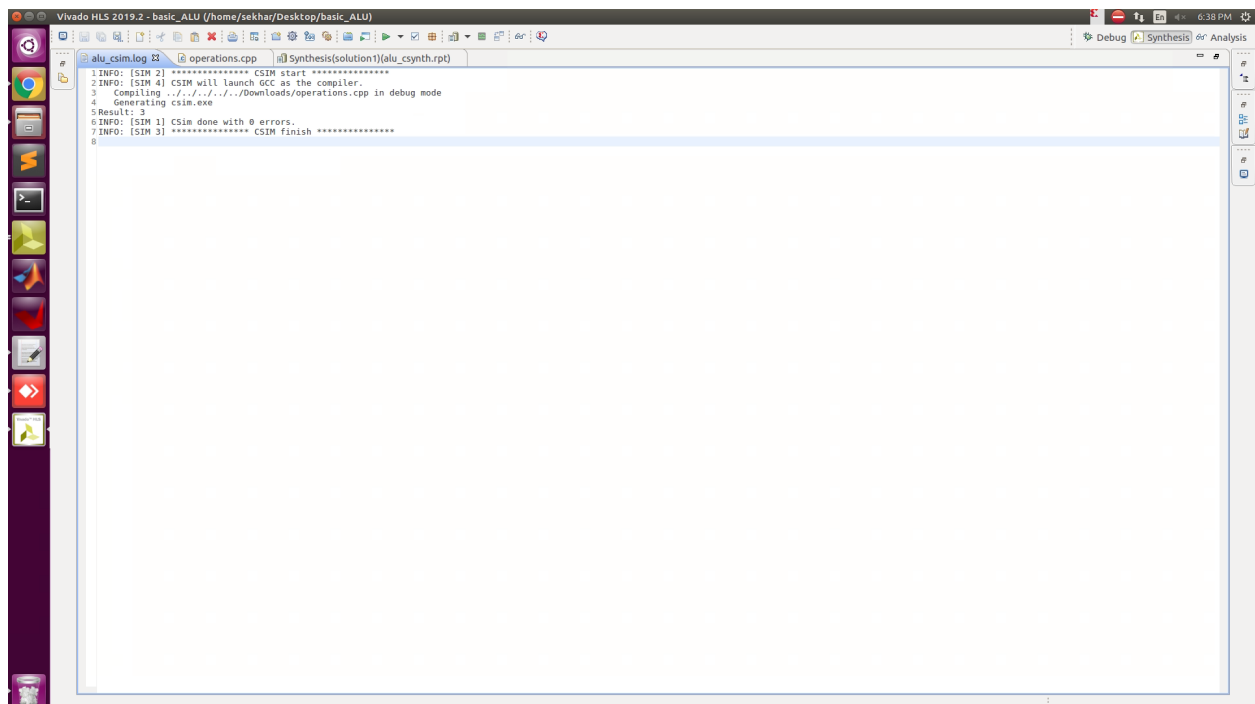 Vivado HLS 2019.2 - basic_ALU (/home/sekhar/Desktop/basic_ALU)
En
6:38 PM
Debug
Synthesis
Analysis
alu_csim.log
operations.cpp
Synthesis(solution1)(alu_csynth.rpt)
1 INFO: [SIM 2] *************** CSIM start ***************
2 INFO: [SIM 4] CSIM will launch GCC as the compiler.
3 Compiling ../../../../../Downloads/operations.cpp in debug mode
4 Generating csim.exe
5 Result: 3
6 INFO: [SIM 1] CSim done with 0 errors.
7 INFO: [SIM 3] *************** CSIM finish ***************
8